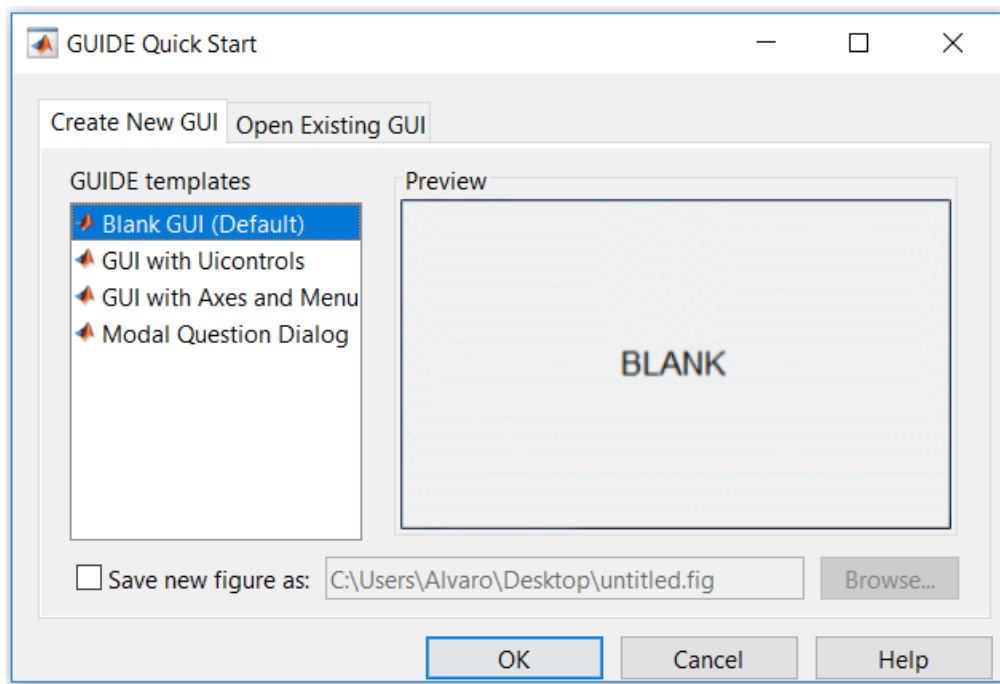 GUIDE Quick Start
Create New GUI
Open Existing GUI
GUIDE templates
Blank GUI (Default)
GUI with Uicontrols
GUI with Axes and Menu
Modal Question Dialog
Preview
BLANK
Save new figure as:
C:\Users\Alvaro\Desktop\untitled.fig
Browse...
OK
Cancel
Help